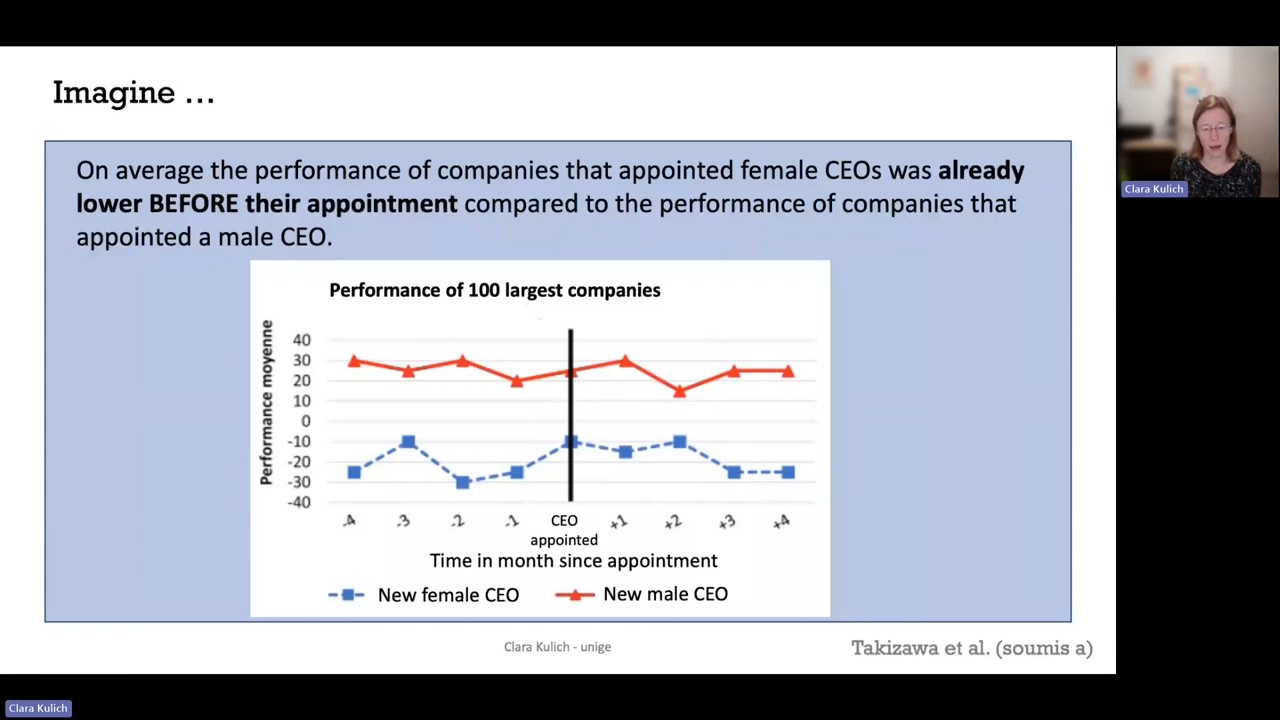 Imagine …
On average the performance of companies that appointed female CEOs was already
lower BEFORE their appointment compared to the performance of companies that
appointed a male CEO.
Performance of 100 largest companies
Performance moyenne
40
30
20
10
0
-10
-20
-30
-40
-4 -3 -2 -1 CEO appointed +1 +2 +3 +4
Time in month since appointment
New female CEO New male CEO
Clara Kulich - unige
Takizawa et al. (soumis a)
Clara Kulich
Clara Kulich